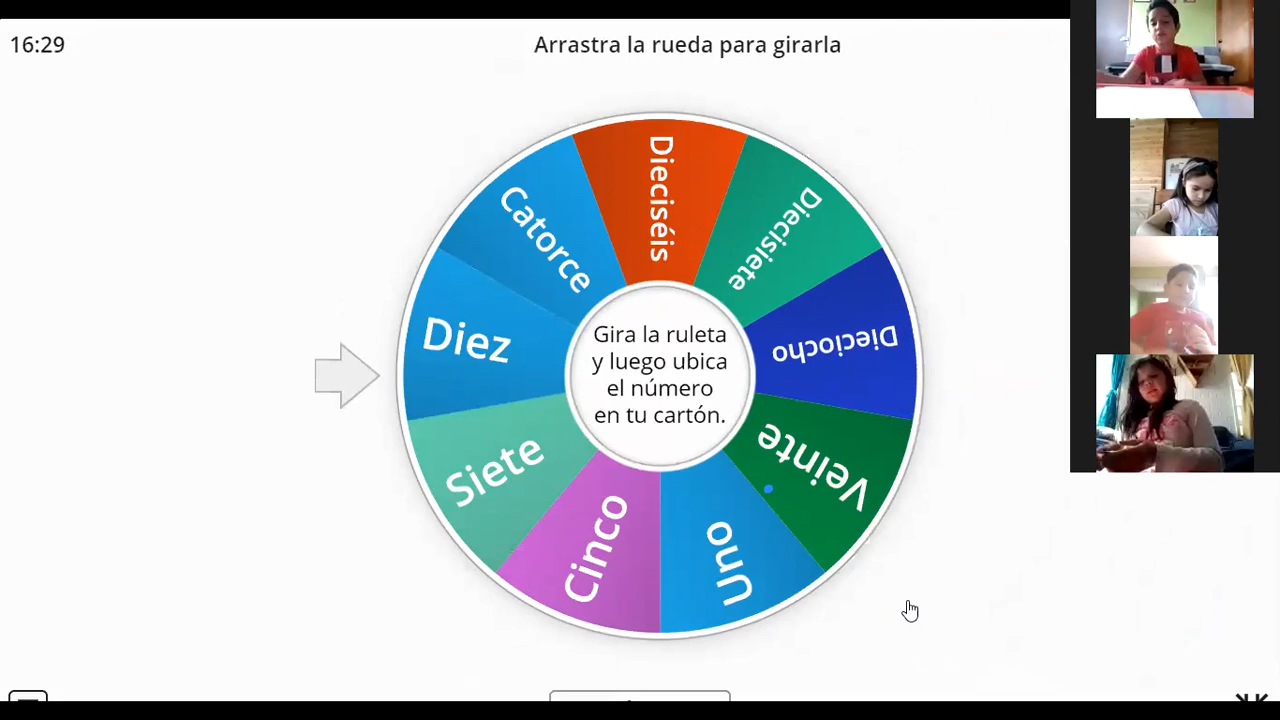 16:29
Arrastra la rueda para girarla
Dieciséis
Diecisiete
Dieciocho
Veinte
Uno
Cinco
Siete
Diez
Catorce
Gira la ruleta
y luego ubica
el número
en tu cartón.